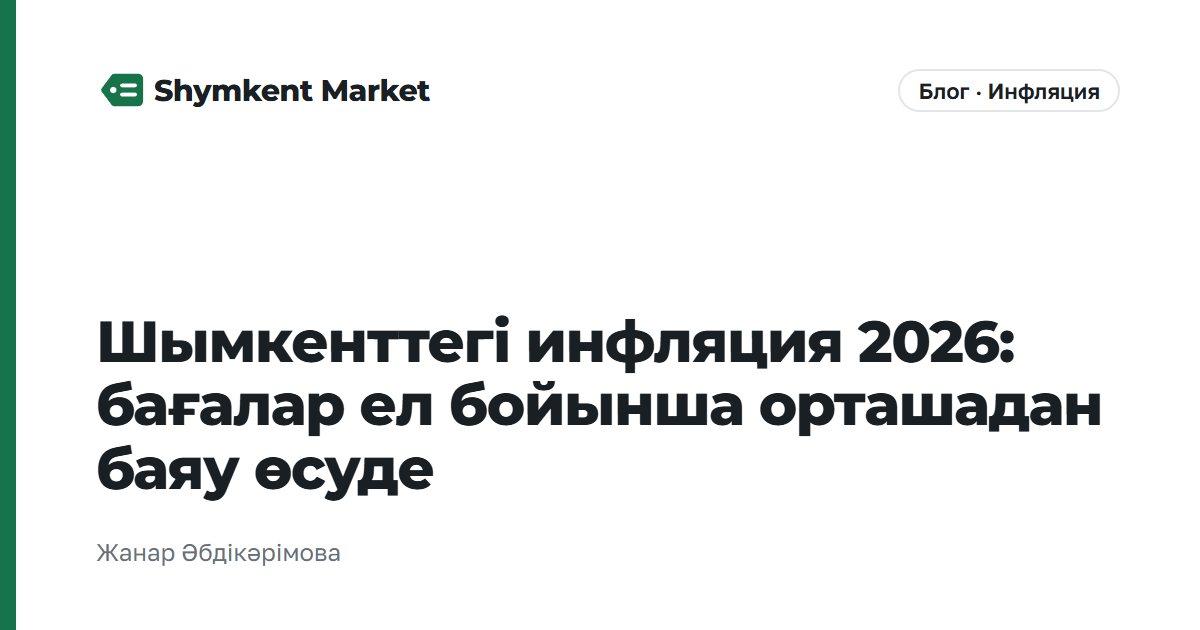 Shymkent Market
Блог · Инфляция
Шымкенттегі инфляция 2026:
бағалар ел бойынша орташадан
баяу өсуде
Жанар Әбдікәрімова